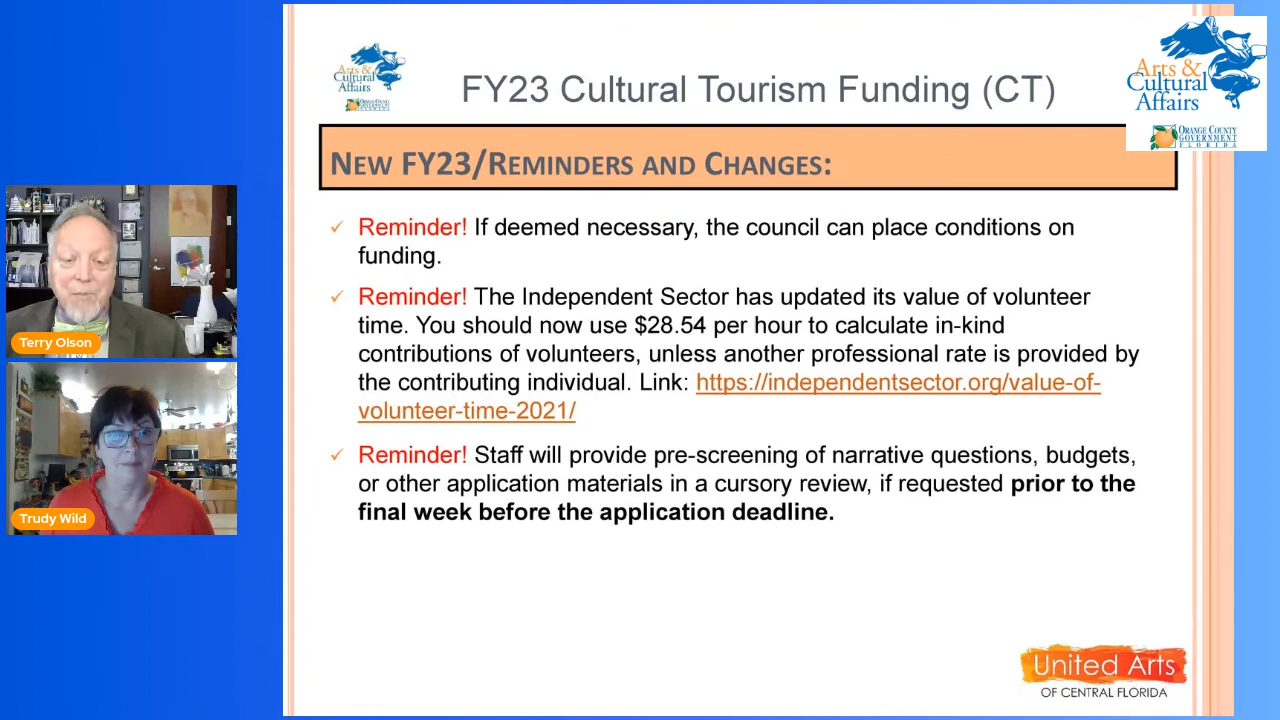 Arts &
Cultural
Affairs
FY23 Cultural Tourism Funding (CT)
Arts &
Cultural
Affairs
ORANGE COUNTY
GOVERNMENT
FLORIDA
NEW FY23/REMINDERS AND CHANGES:
✓ Reminder! If deemed necessary, the council can place conditions on
funding.
✓ Reminder! The Independent Sector has updated its value of volunteer
time. You should now use $28.54 per hour to calculate in-kind
contributions of volunteers, unless another professional rate is provided by
the contributing individual. Link: https://independentsector.org/value-of-
volunteer-time-2021/
✓ Reminder! Staff will provide pre-screening of narrative questions, budgets,
or other application materials in a cursory review, if requested prior to the
final week before the application deadline.
Terry Olson
Trudy Wild
United Arts
OF CENTRAL FLORIDA